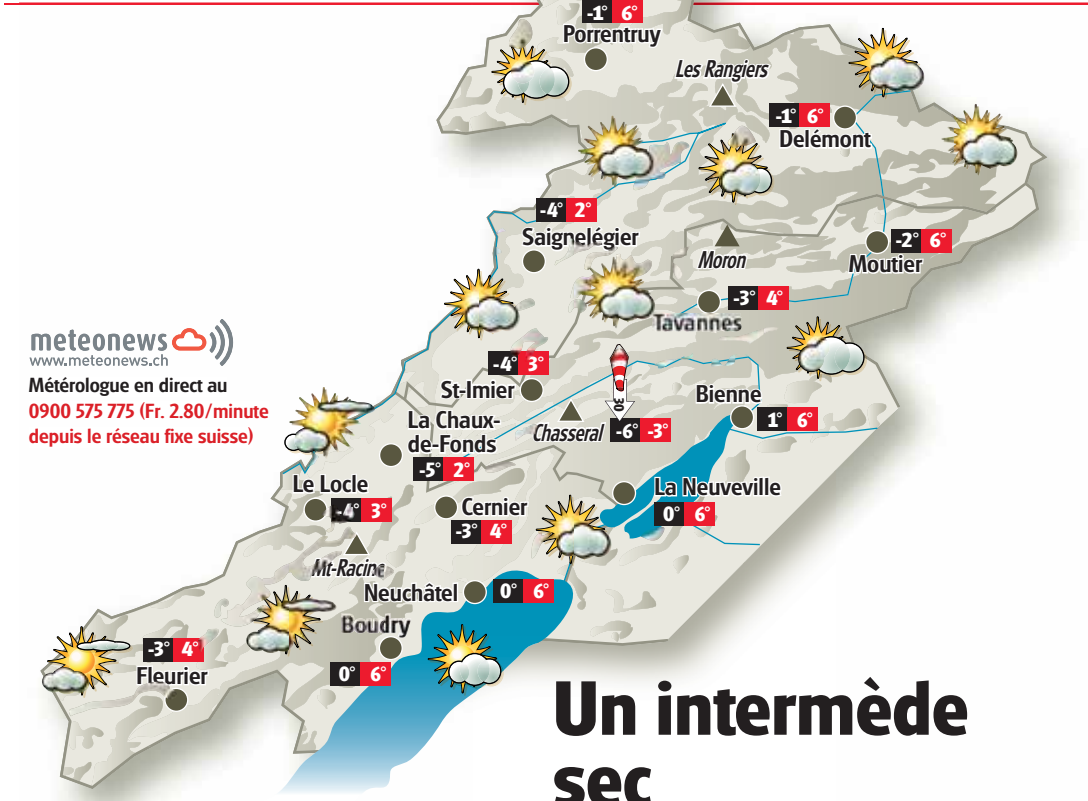 -1° 6°
Porrentruy
Les Rangiers
-1° 6°
Delémont
-4° 2°
Saignelégier
Moron
-2° 6°
Moutier
-3° 4°
Tavannes
meteonews
www.meteonews.ch
Météorologue en direct au
0900 575 775 (Fr. 2.80/minute
depuis le réseau fixe suisse)
-4° 3°
St-Imier
30
Chasseral -6° -3°
Bienne
1° 6°
La Chaux-
de-Fonds
-5° 2°
Le Locle
-4° 3°
Cernier
-3° 4°
La Neuveville
0° 6°
Mt-Racine
Neuchâtel 0° 6°
Boudry
0° 6°
-3° 4°
Fleurier
Un intermède
sec